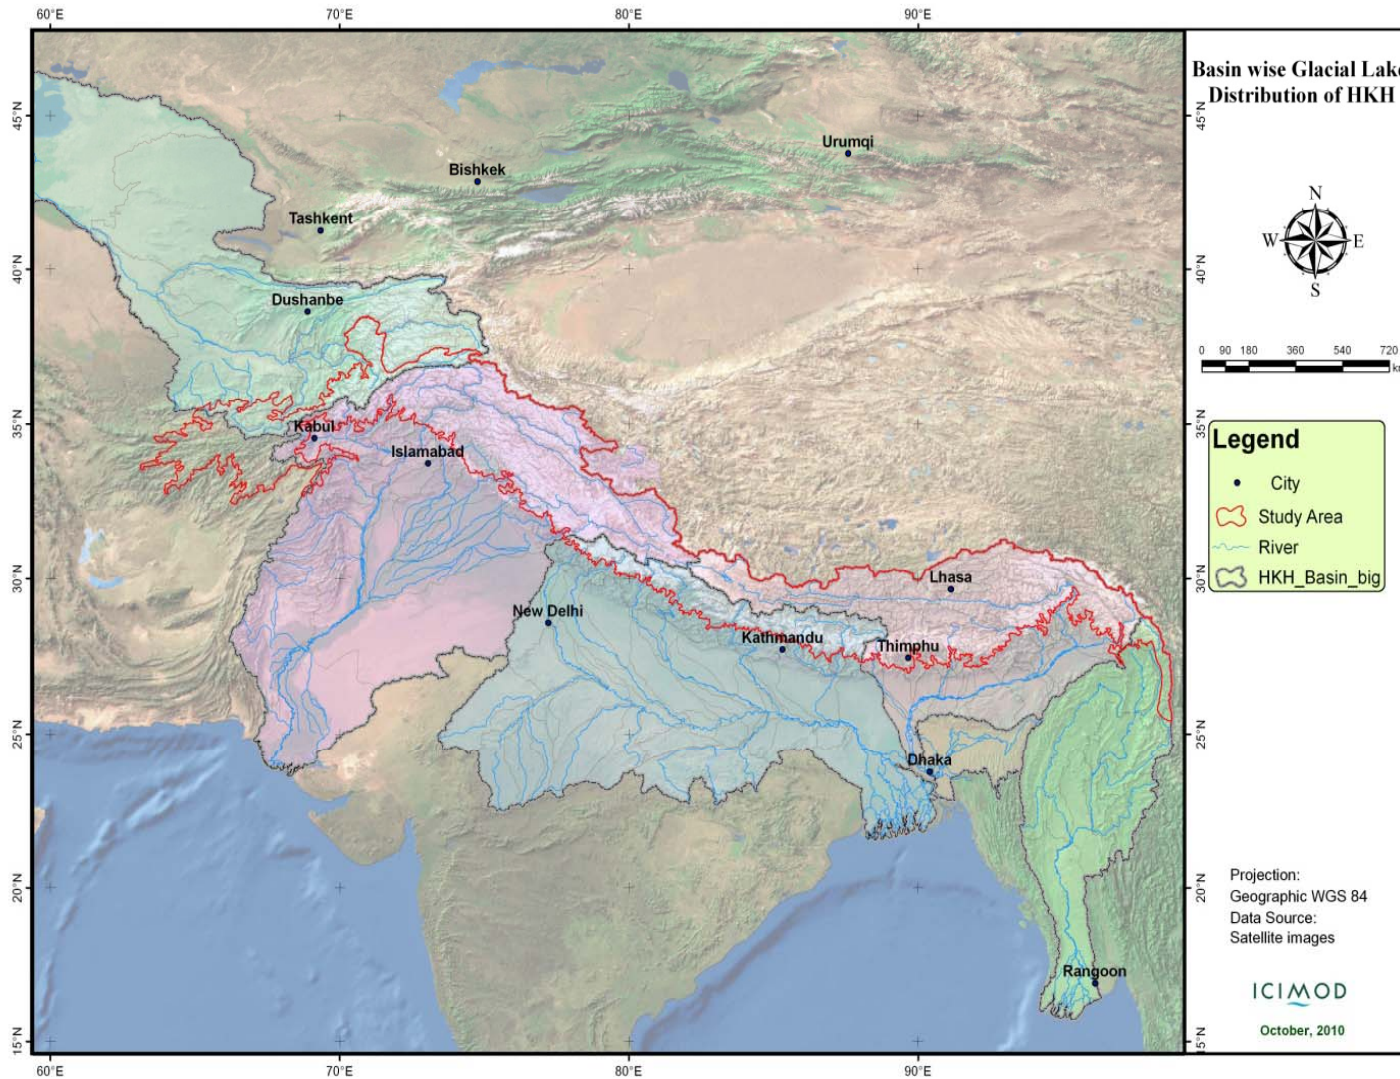 60°E 70°E 80°E 90°E
Basin wise Glacial Lake
Distribution of HKH
45°N 45°N
Urumqi
Bishkek
Tashkent
N
W E
S
40°N 40°N
Dushanbe
0 90 180 360 540 720
35°N 35°N
Kabul
Islamabad
Legend
City
Study Area
River
HKH_Basin_big
30°N 30°N
Lhasa
New Delhi
Kathmandu
Thimphu
25°N 25°N
Dhaka
20°N 20°N
Projection:
Geographic WGS 84
Data Source:
Satellite images
Rangoon
ICIMOD
October, 2010
15°N 15°N
60°E 70°E 80°E 90°E